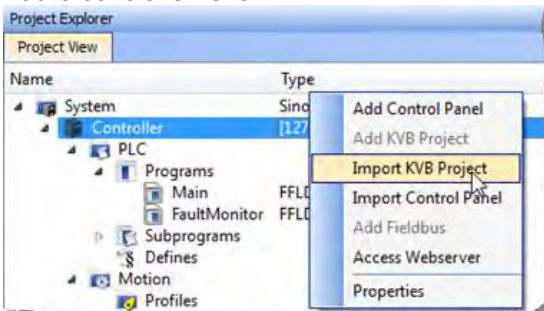 Project Explorer
Project View
Name Type
System Sino
Controller [127
PLC
Programs
Main FFLD
FaultMonitor FFLD
Subprograms
Defines
Motion
Profiles
Add Control Panel
Add KVB Project
Import KVB Project
Import Control Panel
Add Fieldbus
Access Webserver
Properties